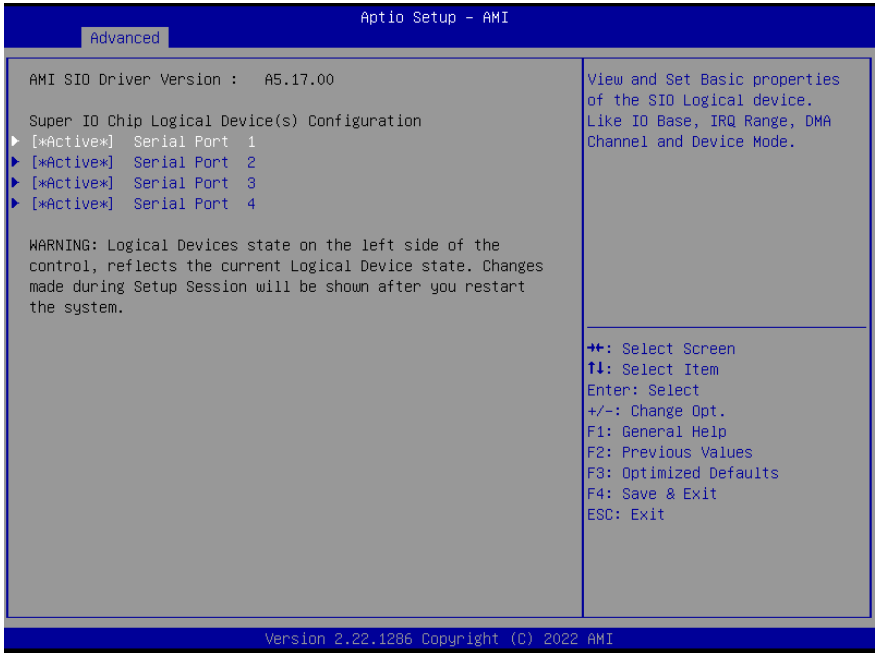 Aptio Setup – AMI
Advanced
AMI SIO Driver Version :   A5.17.00
Super IO Chip Logical Device(s) Configuration
[*Active*]  Serial Port  1
[*Active*]  Serial Port  2
[*Active*]  Serial Port  3
[*Active*]  Serial Port  4
WARNING: Logical Devices state on the left side of the
control, reflects the current Logical Device state. Changes
made during Setup Session will be shown after you restart
the system.
View and Set Basic properties
of the SIO Logical device.
Like IO Base, IRQ Range, DMA
Channel and Device Mode.
→←: Select Screen
↑↓: Select Item
Enter: Select
+/-: Change Opt.
F1: General Help
F2: Previous Values
F3: Optimized Defaults
F4: Save & Exit
ESC: Exit
Version 2.22.1286 Copyright (C) 2022 AMI